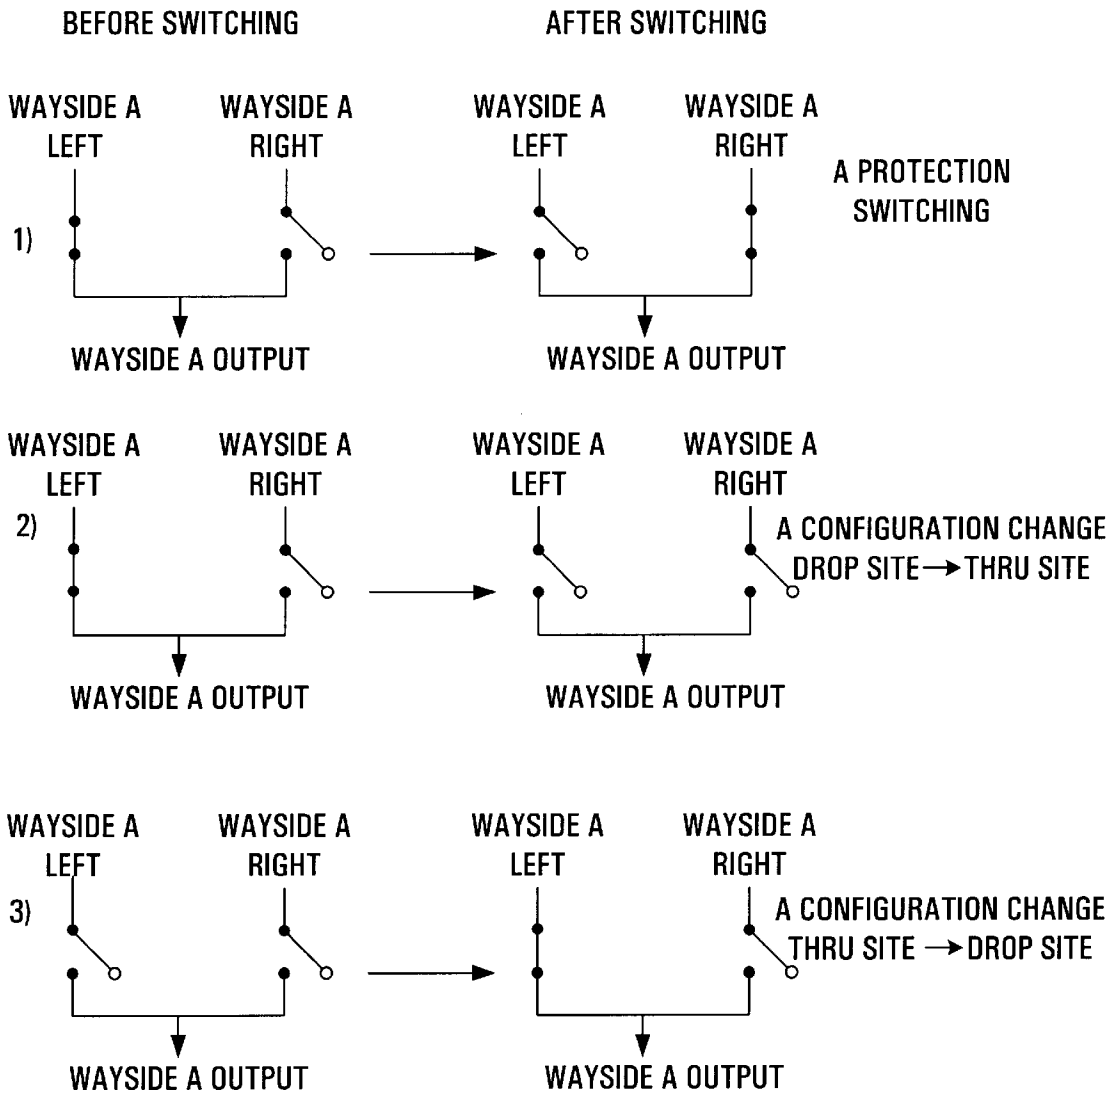 BEFORE SWITCHING
AFTER SWITCHING
WAYSIDE A
LEFT
WAYSIDE A
RIGHT
WAYSIDE A
LEFT
WAYSIDE A
RIGHT
A PROTECTION
SWITCHING
1)
WAYSIDE A OUTPUT
WAYSIDE A OUTPUT
WAYSIDE A
LEFT
WAYSIDE A
RIGHT
WAYSIDE A
LEFT
WAYSIDE A
RIGHT
2)
A CONFIGURATION CHANGE
DROP SITE → THRU SITE
WAYSIDE A OUTPUT
WAYSIDE A OUTPUT
WAYSIDE A
LEFT
WAYSIDE A
RIGHT
WAYSIDE A
LEFT
WAYSIDE A
RIGHT
3)
A CONFIGURATION CHANGE
THRU SITE → DROP SITE
WAYSIDE A OUTPUT
WAYSIDE A OUTPUT